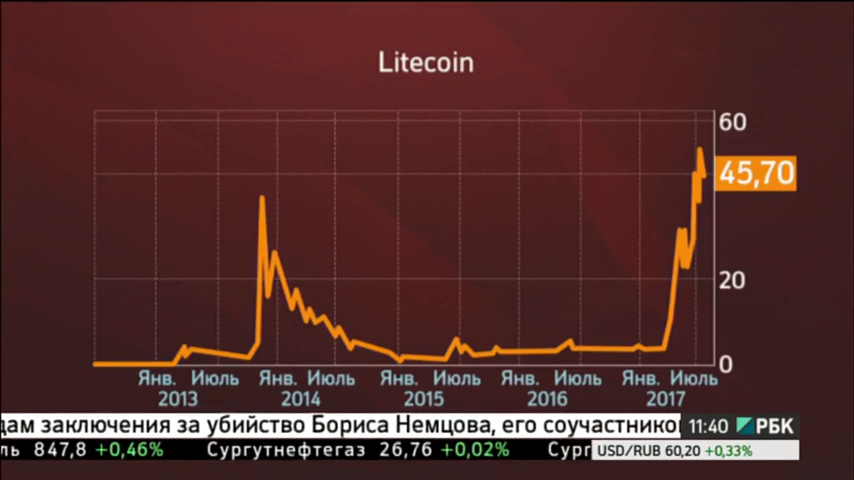 Litecoin
60
45,70
20
0
Янв. Июль Янв. Июль Янв. Июль Янв. Июль Янв. Июль
2013 2014 2015 2016 2017
дам заключения за убийство Бориса Немцова, его соучастнико
11:40 РБК
ль 847,8 +0,46% Сургутнефтегаз 26,76 +0,02% Сург
USD/RUB 60,20 +0,33%